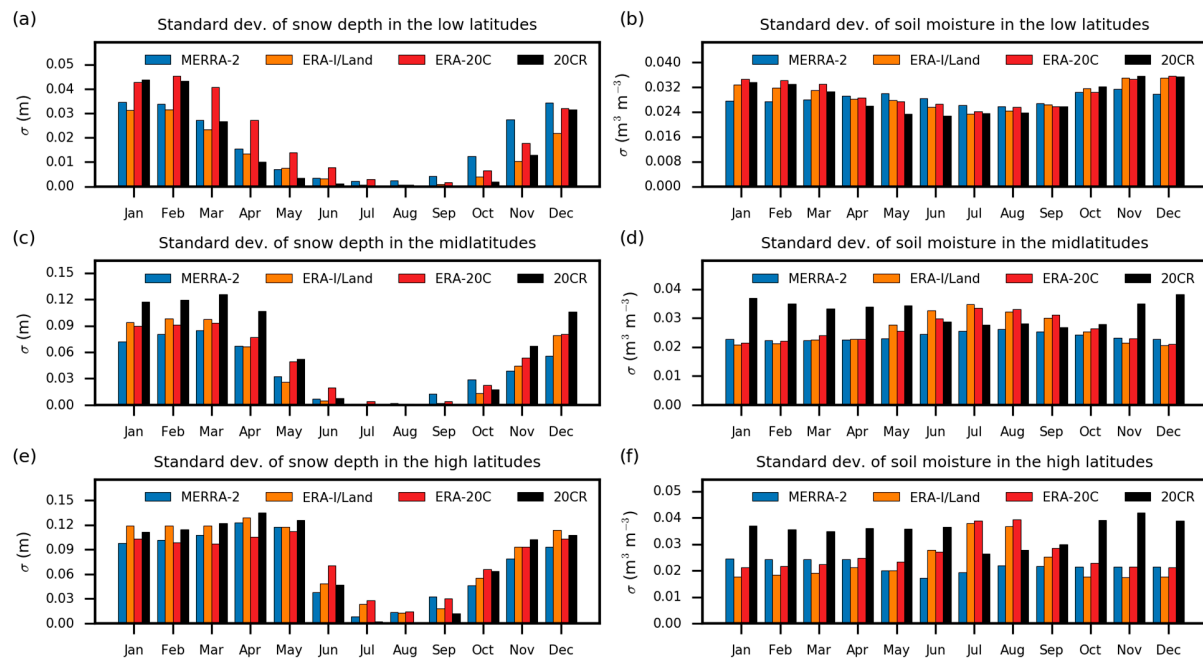 (a)
Standard dev. of snow depth in the low latitudes
MERRA-2 ERA-I/Land ERA-20C 20CR
σ (m)
0.05
0.04
0.03
0.01
0.00
Jan Feb Mar Apr May Jun Jul Aug Sep Oct Nov Dec
(b)
Standard dev. of soil moisture in the low latitudes
MERRA-2 ERA-I/Land ERA-20C 20CR
σ (m³ m⁻³)
0.040
0.032
0.024
0.016
0.008
0.000
Jan Feb Mar Apr May Jun Jul Aug Sep Oct Nov Dec
(c)
Standard dev. of snow depth in the midlatitudes
MERRA-2 ERA-I/Land ERA-20C 20CR
σ (m)
0.15
0.12
0.09
0.06
0.03
0.00
Jan Feb Mar Apr May Jun Jul Aug Sep Oct Nov Dec
(d)
Standard dev. of soil moisture in the midlatitudes
MERRA-2 ERA-I/Land ERA-20C 20CR
σ (m³ m⁻³)
0.04
0.03
0.02
0.01
0.00
Jan Feb Mar Apr May Jun Jul Aug Sep Oct Nov Dec
(e)
Standard dev. of snow depth in the high latitudes
MERRA-2 ERA-I/Land ERA-20C 20CR
σ (m)
0.15
0.12
0.09
0.06
0.03
0.00
Jan Feb Mar Apr May Jun Jul Aug Sep Oct Nov Dec
(f)
Standard dev. of soil moisture in the high latitudes
MERRA-2 ERA-I/Land ERA-20C 20CR
σ (m³ m⁻³)
0.05
0.04
0.03
0.02
0.01
0.00
Jan Feb Mar Apr May Jun Jul Aug Sep Oct Nov Dec